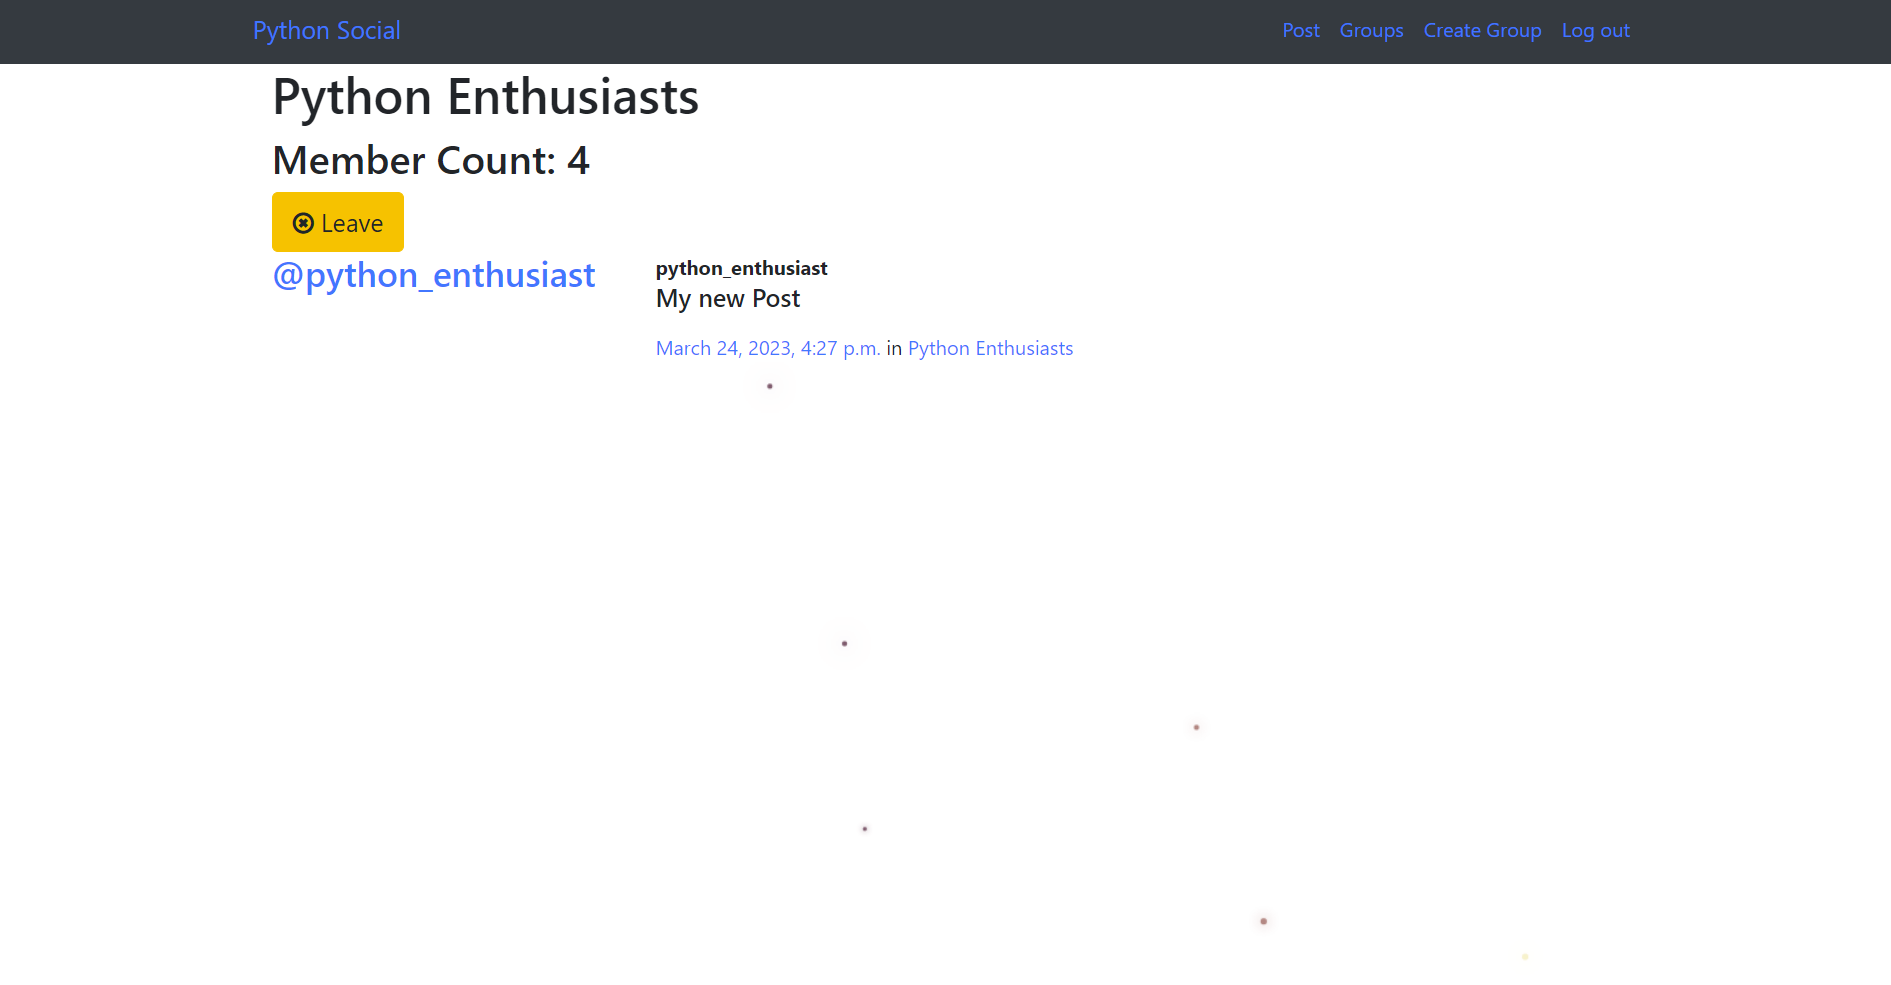 Python Social
Post Groups Create Group Log out
Python Enthusiasts
Member Count: 4
Leave
@python_enthusiast
python_enthusiast
My new Post
March 24, 2023, 4:27 p.m. in Python Enthusiasts